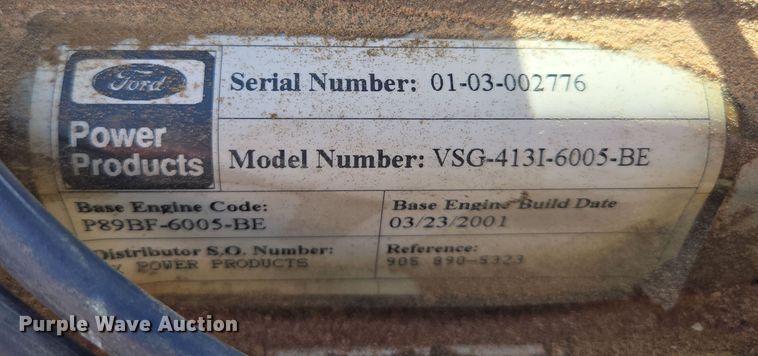 Ford
Power
Products
Serial Number: 01-03-002776
Model Number: VSG-413I-6005-BE
Base Engine Code:
P89BF-6005-BE
Base Engine Build Date
03/23/2001
Distributor S.O. Number:
POWER PRODUCTS
Reference:
905 890-5323
Purple Wave Auction